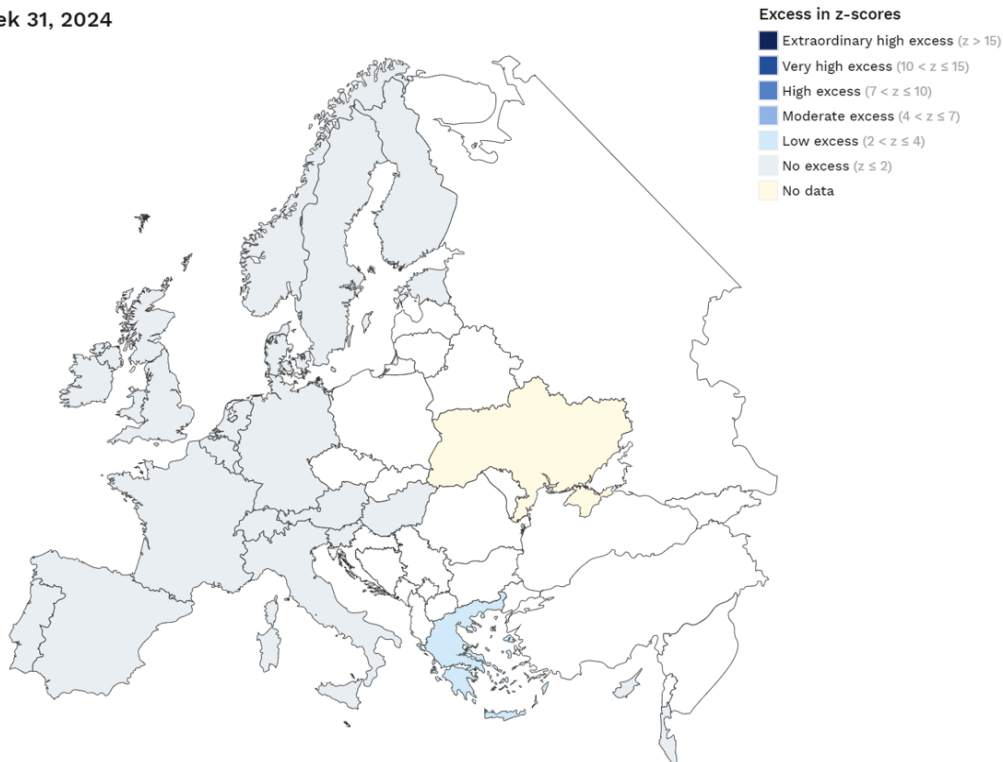 ek 31, 2024
Excess in z-scores
Extraordinary high excess (z > 15)
Very high excess (10 < z ≤ 15)
High excess (7 < z ≤ 10)
Moderate excess (4 < z ≤ 7)
Low excess (2 < z ≤ 4)
No excess (z ≤ 2)
No data